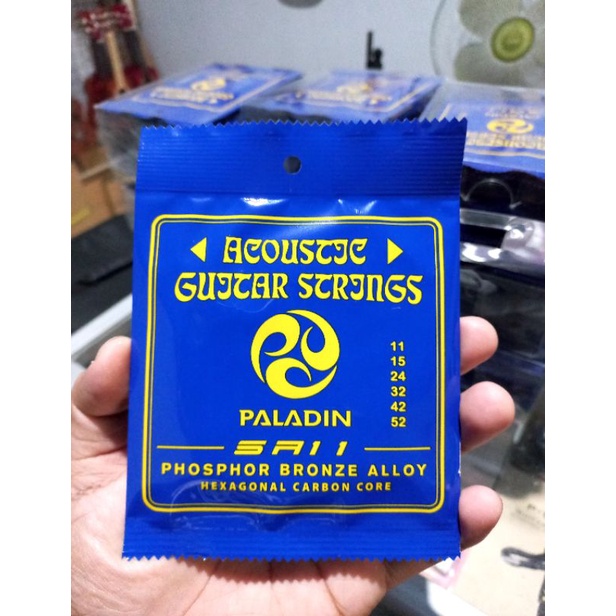 ACOUSTIC
GUITAR STRINGS
11
15
24
32
42
52
PALADIN
SA11
PHOSPHOR BRONZE ALLOY
HEXAGONAL CARBON CORE